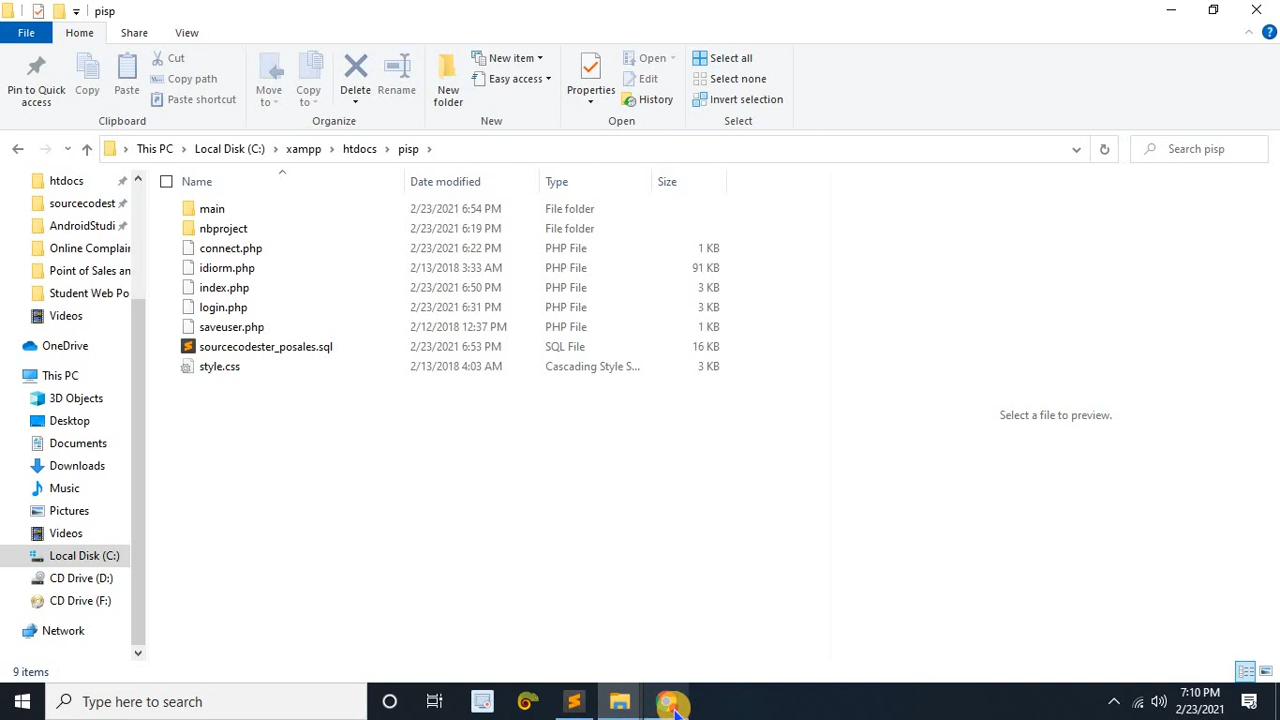 pisp
File Home Share View
Pin to Quick access
Copy
Paste
Cut
Copy path
Paste shortcut
Clipboard
Move to
Copy to
Delete
Rename
Organize
New folder
New item
Easy access
New
Properties
Open
Edit
History
Open
Select all
Select none
Invert selection
Select
This PC Local Disk (C:) xampp htdocs pisp
Search pisp
Name Date modified Type Size
htdocs
sourcecodest
AndroidStudi
Online Complai
Point of Sales an
Student Web Po
Videos
OneDrive
This PC
3D Objects
Desktop
Documents
Downloads
Music
Pictures
Videos
Local Disk (C:)
CD Drive (D:)
CD Drive (F:)
Network
main 2/23/2021 6:54 PM File folder
nbproject 2/23/2021 6:19 PM File folder
connect.php 2/23/2021 6:22 PM PHP File 1 KB
idiorm.php 2/13/2018 3:33 AM PHP File 91 KB
index.php 2/23/2021 6:50 PM PHP File 3 KB
login.php 2/23/2021 6:31 PM PHP File 3 KB
saveuser.php 2/12/2018 12:37 PM PHP File 1 KB
sourcecodester_posales.sql 2/23/2021 6:53 PM SQL File 16 KB
style.css 2/13/2018 4:03 AM Cascading Style S... 3 KB
Select a file to preview.
9 items
Type here to search
7:10 PM
2/23/2021